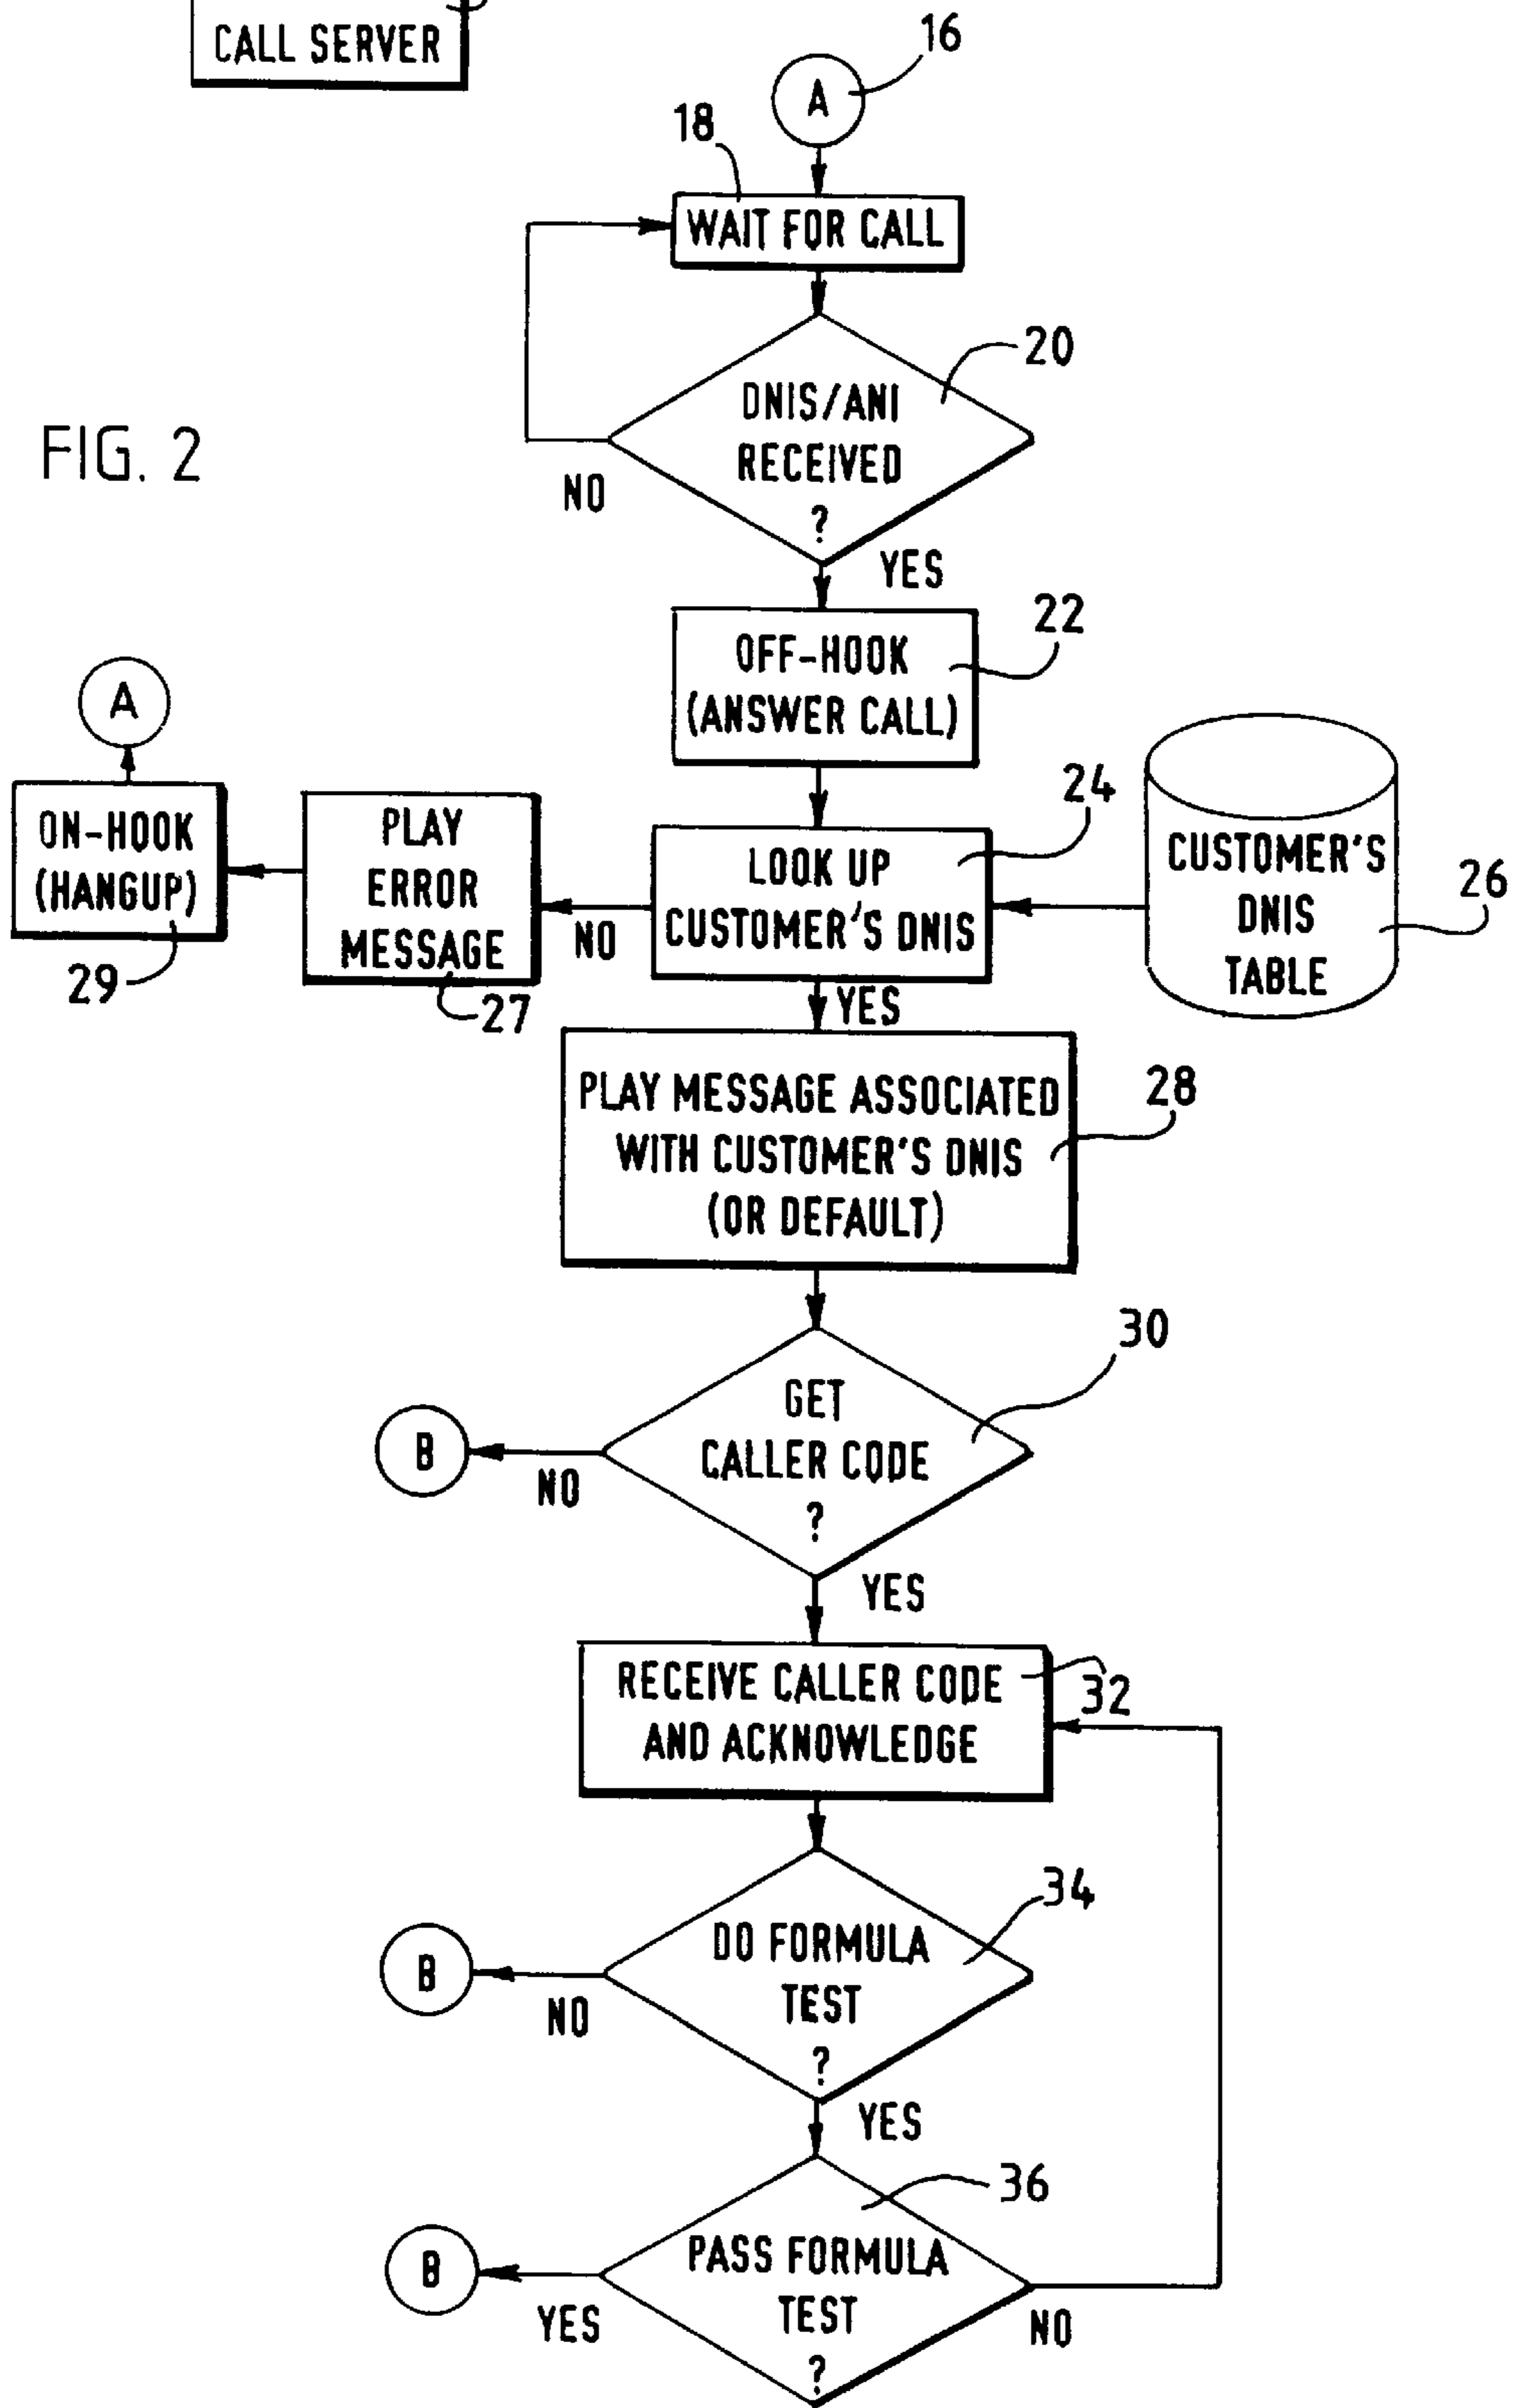 CALL SERVER
16
A
18
WAIT FOR CALL
20
DNIS/ANI
RECEIVED
?
FIG. 2
NO
YES
22
OFF-HOOK
(ANSWER CALL)
A
24
ON-HOOK
(HANGUP)
29
PLAY
ERROR
MESSAGE
27
NO
LOOK UP
CUSTOMER'S DNIS
CUSTOMER'S
DNIS
TABLE
26
YES
PLAY MESSAGE ASSOCIATED
WITH CUSTOMER'S DNIS
(OR DEFAULT)
28
30
GET
CALLER CODE
?
B
NO
YES
RECEIVE CALLER CODE
AND ACKNOWLEDGE
32
34
DO FORMULA
TEST
?
B
NO
YES
36
PASS FORMULA
TEST
?
B
YES
NO